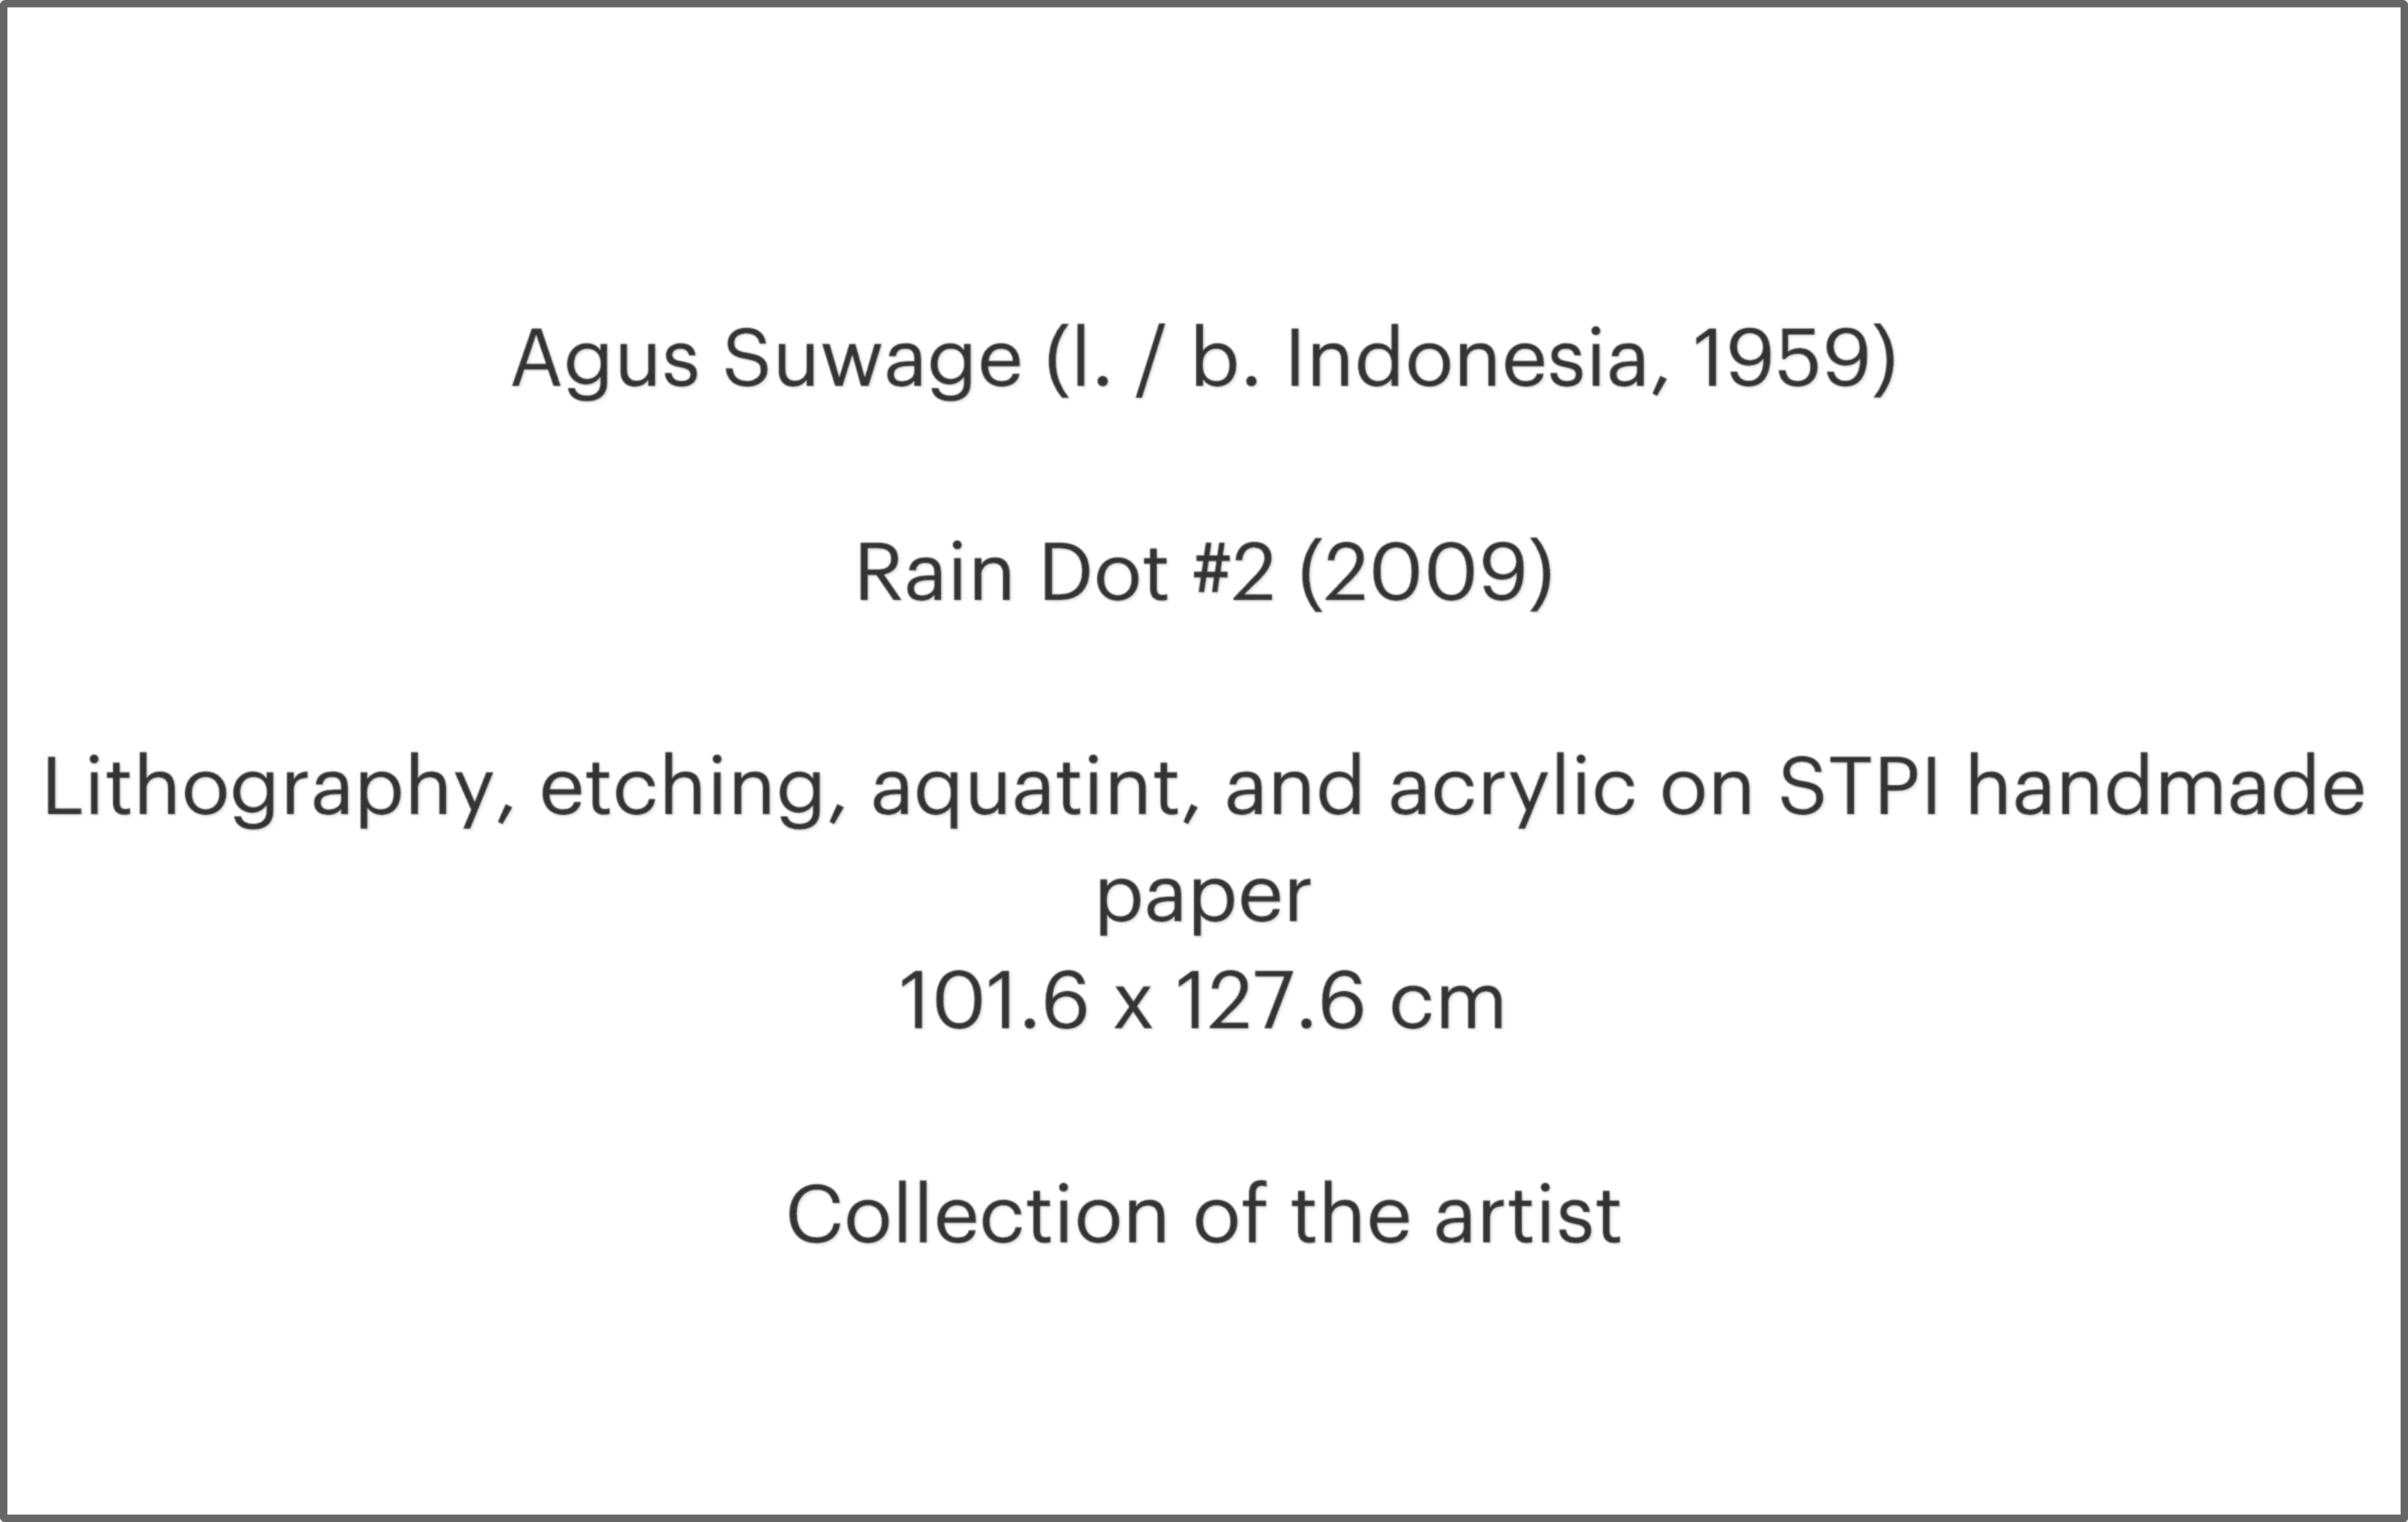 Agus Suwage (l. / b. Indonesia, 1959)
Rain Dot #2 (2009)
Lithography, etching, aquatint, and acrylic on STPI handmade
paper
101.6 x 127.6 cm
Collection of the artist